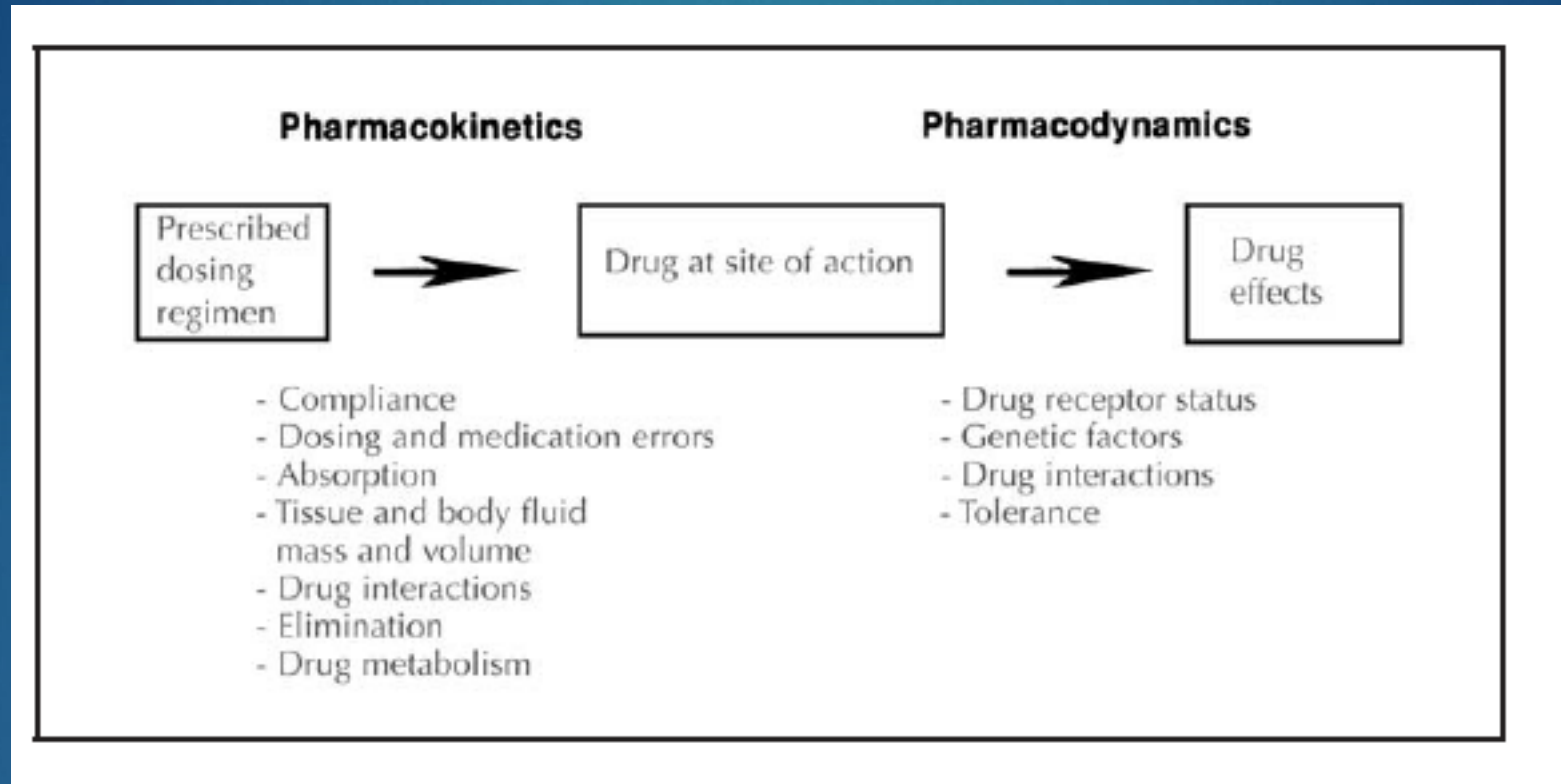 Pharmacokinetics
Pharmacodynamics
Prescribed
dosing
regimen
Drug at site of action
Drug
effects
- Compliance
- Dosing and medication errors
- Absorption
- Tissue and body fluid
mass and volume
- Drug interactions
- Elimination
- Drug metabolism
- Drug receptor status
- Genetic factors
- Drug interactions
- Tolerance